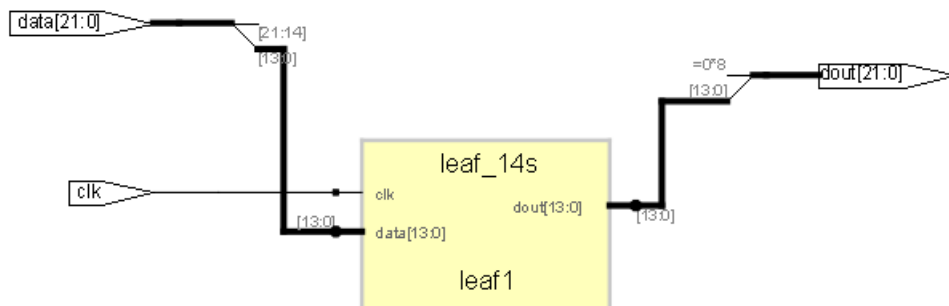 data[21:0]
[21:14]
[13:0]
=0*8
dout[21:0]
[13:0]
leaf_14s
clk
clk
dout[13:0]
[13:0]
[13:0]
data[13:0]
leaf1